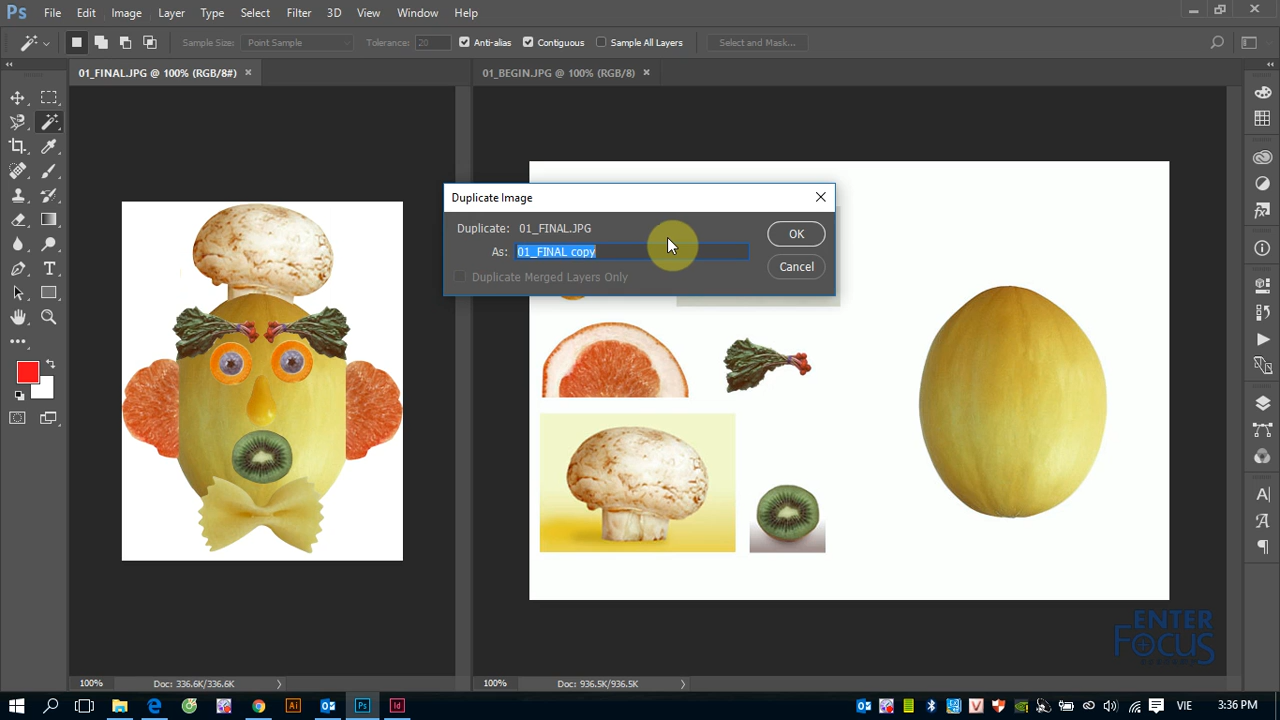 Ps File Edit Image Layer Type Select Filter 3D View Window Help
Sample Size: Point Sample Tolerance: 20 Anti-alias Contiguous Sample All Layers Select and Mask...
01_FINAL.JPG @ 100% (RGB/8#) × 01_BEGIN.JPG @ 100% (RGB/8) ×
Duplicate Image
Duplicate: 01_FINAL.JPG
OK
As: 01_FINAL copy
Cancel
Duplicate Merged Layers Only
ENTER
FOCUS
100% Doc: 336.6K/336.6K 100% Doc: 936.5K/936.5K
Ai Ps Id VIE 3:36 PM